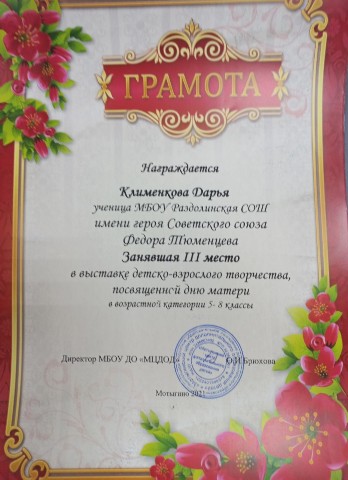 ГРАМОТА
Награждается
Клименкова Дарья
ученица МБОУ Раздолинская СОШ
имени героя Советского союза
Федора Тюменцева
Занявшая III место
в выставке детско-взрослого творчества,
посвященной дню матери
в возрастной категории 5- 8 классы
Директор МБОУ ДО «МЦДОД» О.И Брюхова
Мотыгино 2021